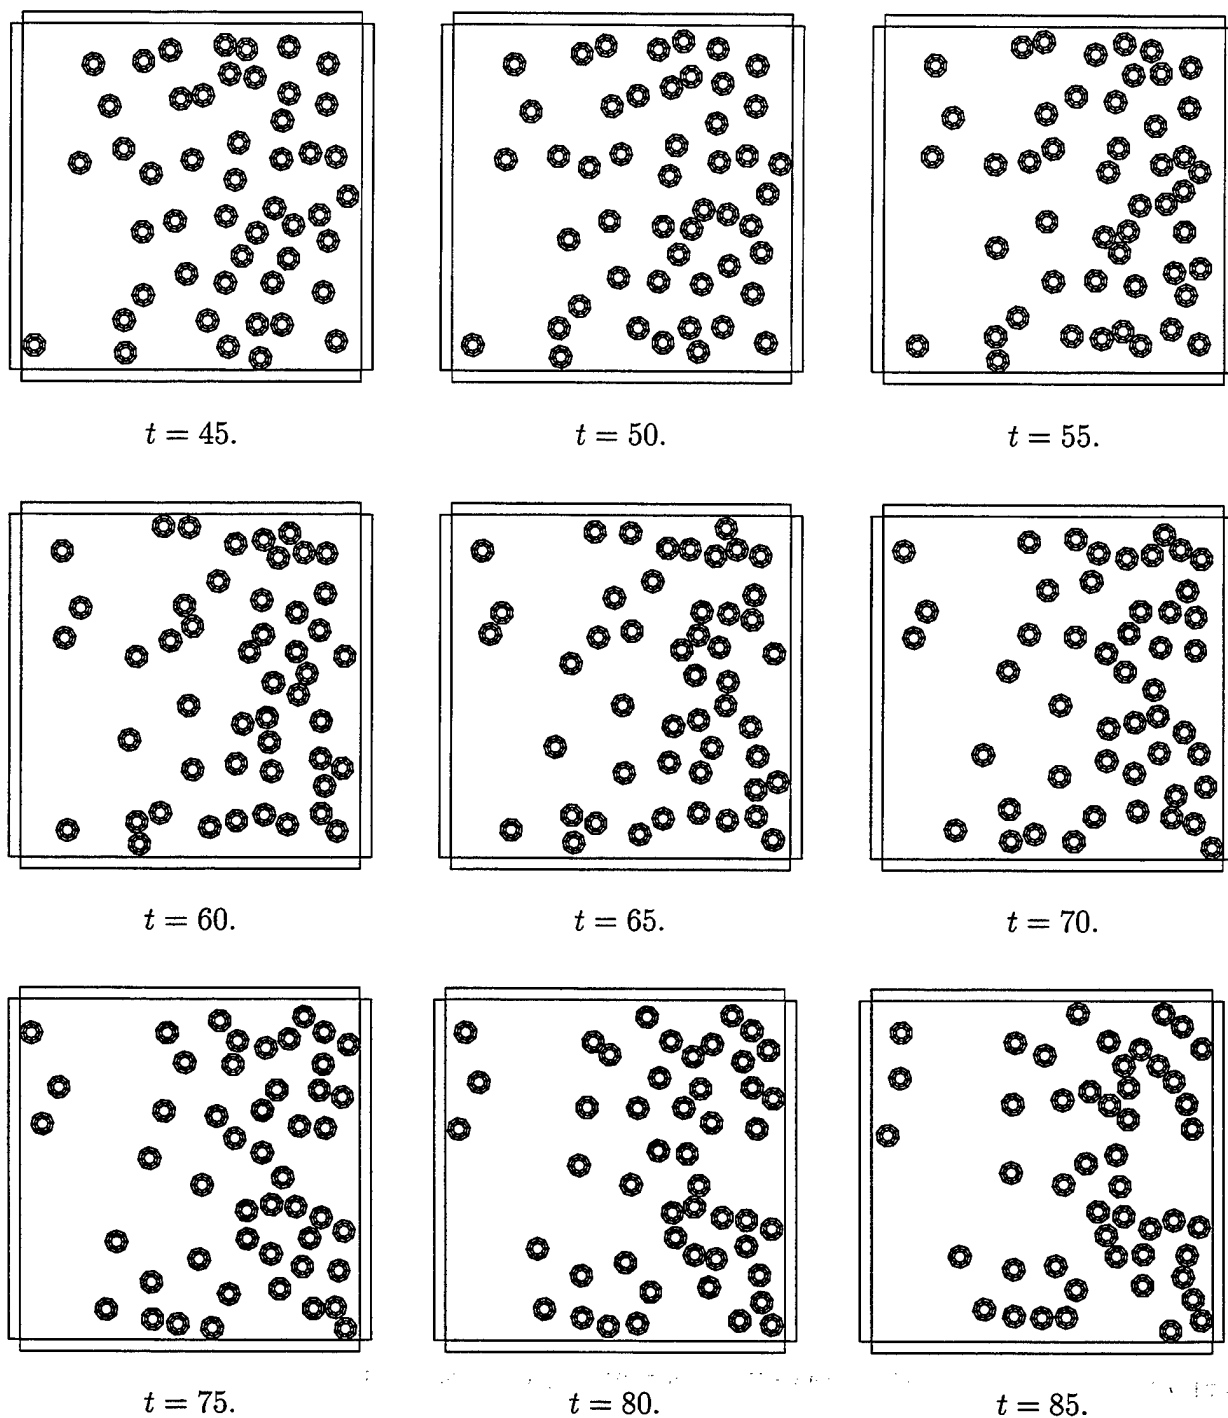 t = 45.
t = 50.
t = 55.
t = 60.
t = 65.
t = 70.
t = 75.
t = 80.
t = 85.